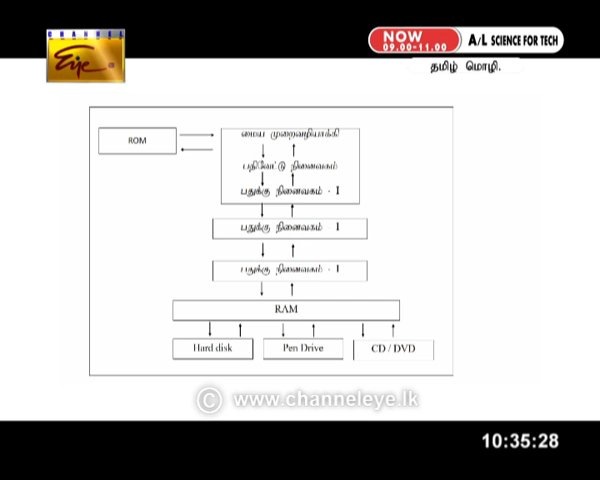 CHANNEL
Eye
NOW
09.00-11.00
A/L SCIENCE FOR TECH
தமிழ் மொழி.
ROM
மைய முறைவழியாக்கி
பதிவேட்டு நினைவகம்
பதுக்கு நினைவகம் - I
பதுக்கு நினைவகம் I
பதுக்கு நினைவகம் - I
RAM
Hard disk
Pen Drive
CD / DVD
© www.channeleye.lk
10:35:28